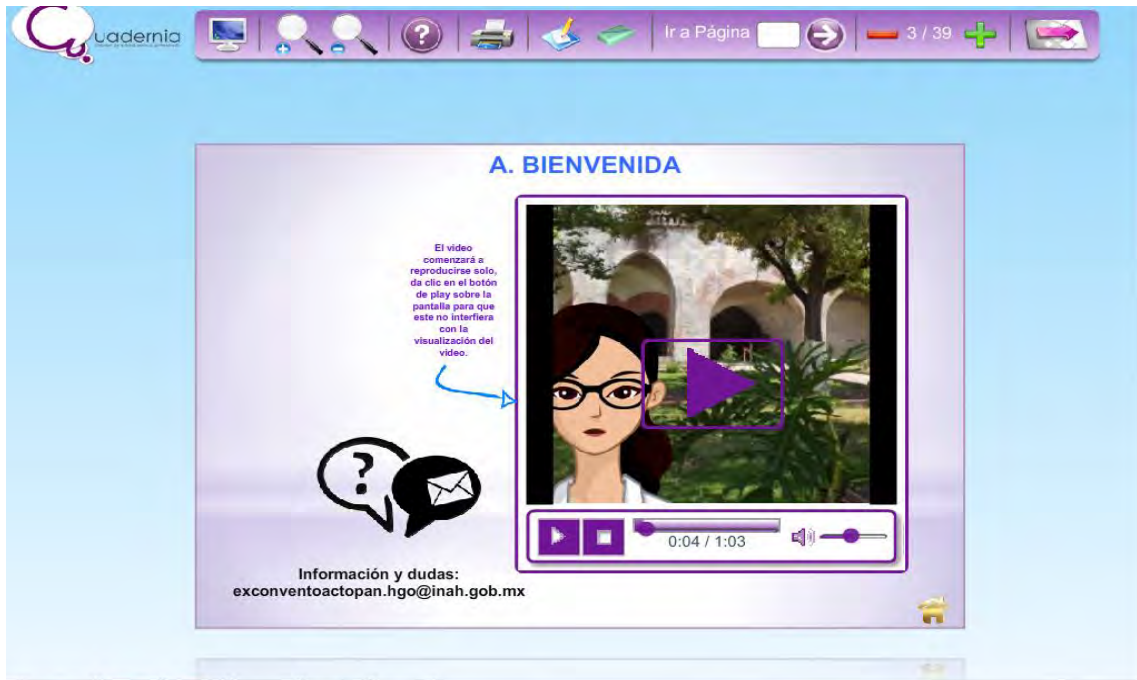 Cuadernia
Ir a Página
3 / 39
A. BIENVENIDA
El video
comenzará a
reproducirse solo,
da clic en el botón
de play sobre la
pantalla para que
este no interfiera
con la
visualización del
video.
0:04 / 1:03
Información y dudas:
exconventoactopan.hgo@inah.gob.mx